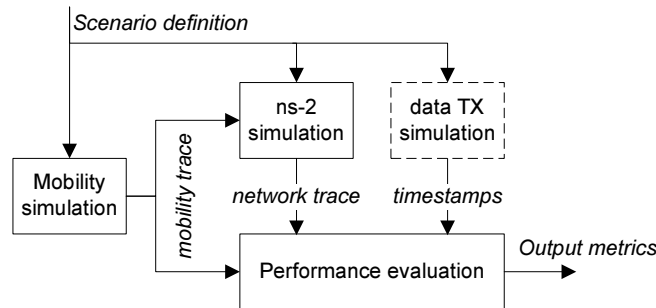 Scenario definition
ns-2
simulation
data TX
simulation
Mobility
simulation
mobility trace
network trace
timestamps
Performance evaluation
Output metrics